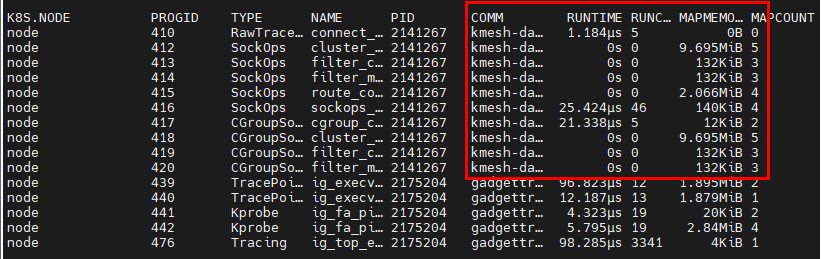 K8S.NODE PROGID TYPE NAME PID COMM RUNTIME RUNC… MAPMEMO… MAPCOUNT
node 410 RawTrace… connect_… 2141267 kmesh-da… 1.184µs 5 0B 0
node 412 SockOps cluster_… 2141267 kmesh-da… 0s 0 9.695MiB 5
node 413 SockOps filter_c… 2141267 kmesh-da… 0s 0 132KiB 3
node 414 SockOps filter_m… 2141267 kmesh-da… 0s 0 132KiB 3
node 415 SockOps route_co… 2141267 kmesh-da… 0s 0 2.066MiB 4
node 416 SockOps sockops_… 2141267 kmesh-da… 25.424µs 46 140KiB 4
node 417 CGroupSo… cgroup_c… 2141267 kmesh-da… 21.338µs 5 12KiB 2
node 418 CGroupSo… cluster_… 2141267 kmesh-da… 0s 0 9.695MiB 5
node 419 CGroupSo… filter_c… 2141267 kmesh-da… 0s 0 132KiB 3
node 420 CGroupSo… filter_m… 2141267 kmesh-da… 0s 0 132KiB 3
node 439 TracePoi… ig_execv… 2175204 gadgettr… 96.823µs 12 1.895MiB 2
node 440 TracePoi… ig_execv… 2175204 gadgettr… 12.187µs 13 1.879MiB 1
node 441 Kprobe ig_fa_pi… 2175204 gadgettr… 4.323µs 19 20KiB 2
node 442 Kprobe ig_fa_pi… 2175204 gadgettr… 5.795µs 19 2.84MiB 4
node 476 Tracing ig_top_e… 2175204 gadgettr… 98.285µs 3341 4KiB 1